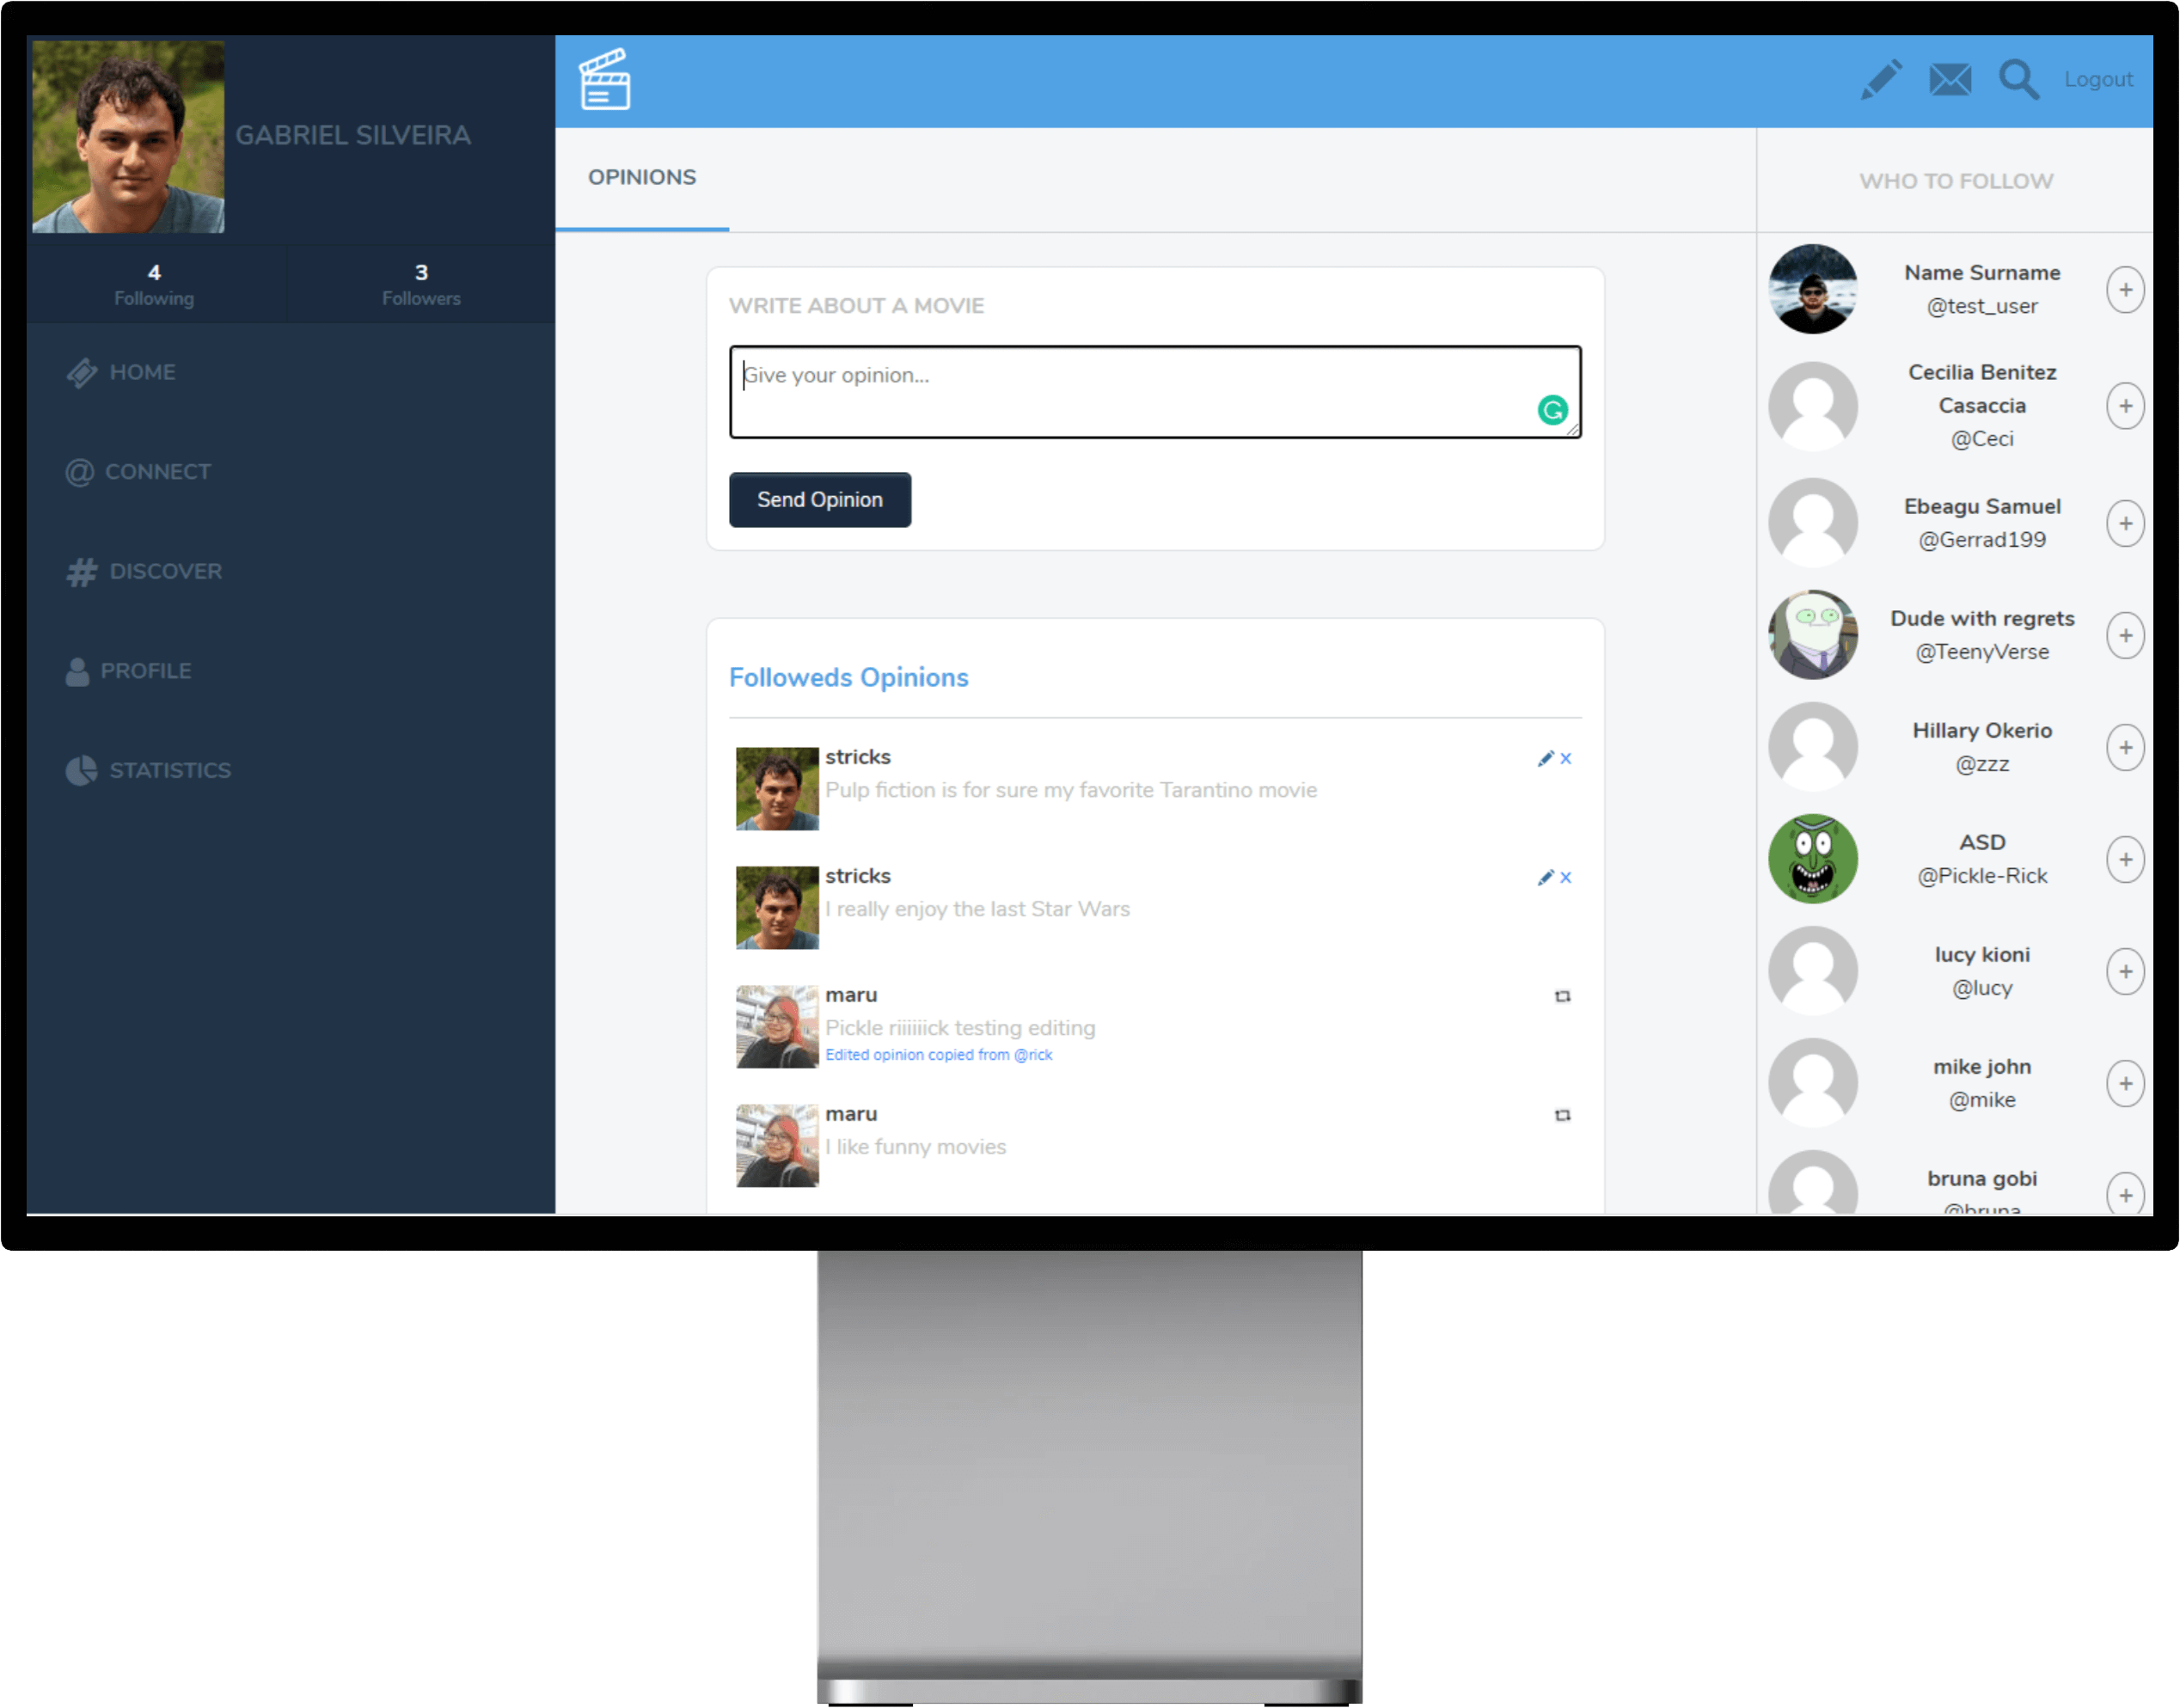 GABRIEL SILVEIRA
4
Following
3
Followers
HOME
@ CONNECT
# DISCOVER
PROFILE
STATISTICS
Logout
OPINIONS
WRITE ABOUT A MOVIE
Give your opinion...
Send Opinion
Followeds Opinions
stricks
Pulp fiction is for sure my favorite Tarantino movie
x
stricks
I really enjoy the last Star Wars
x
maru
Pickle riiiiiick testing editing
Edited opinion copied from @rick
maru
I like funny movies
WHO TO FOLLOW
Name Surname
@test_user
+
Cecilia Benitez
Casaccia
@Ceci
+
Ebeagu Samuel
@Gerrad199
+
Dude with regrets
@TeenyVerse
+
Hillary Okerio
@zzz
+
ASD
@Pickle-Rick
+
lucy kioni
@lucy
+
mike john
@mike
+
bruna gobi
@bruna
+